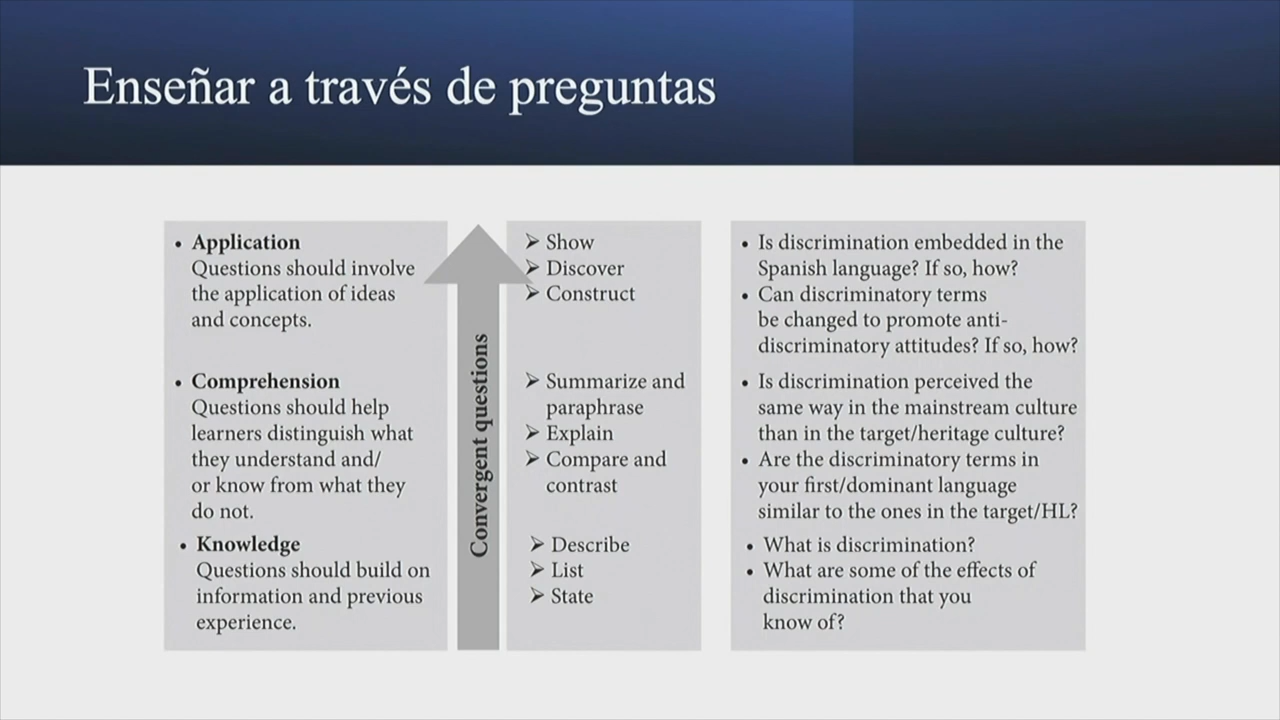 Enseñar a través de preguntas
• Application
Questions should involve
the application of ideas
and concepts.
• Comprehension
Questions should help
learners distinguish what
they understand and/
or know from what they
do not.
• Knowledge
Questions should build on
information and previous
experience.
Convergent questions
➢ Show
➢ Discover
➢ Construct
➢ Summarize and
paraphrase
➢ Explain
➢ Compare and
contrast
➢ Describe
➢ List
➢ State
• Is discrimination embedded in the
Spanish language? If so, how?
• Can discriminatory terms
be changed to promote anti-
discriminatory attitudes? If so, how?
• Is discrimination perceived the
same way in the mainstream culture
than in the target/heritage culture?
• Are the discriminatory terms in
your first/dominant language
similar to the ones in the target/HL?
• What is discrimination?
• What are some of the effects of
discrimination that you
know of?